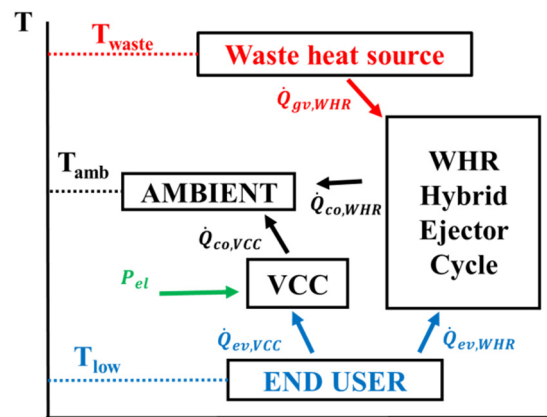 T
T_waste
Waste heat source
Q̇_gv,WHR
T_amb
AMBIENT
Q̇_co,WHR
WHR
Hybrid
Ejector
Cycle
Q̇_co,VCC
P_el
VCC
Q̇_ev,VCC
Q̇_ev,WHR
T_low
END USER